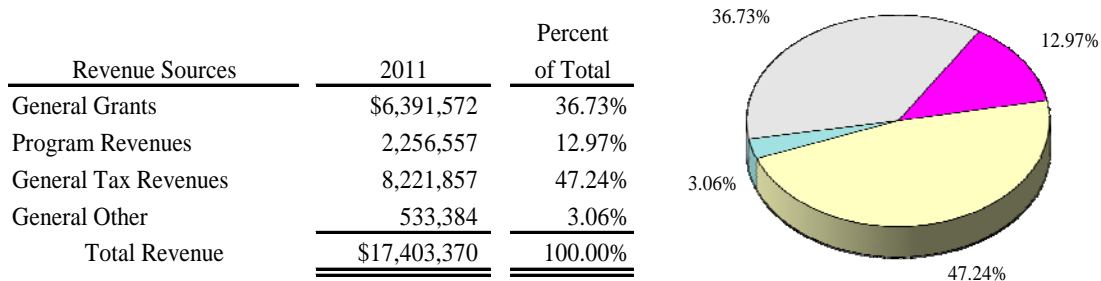 Percent
Revenue Sources 2011 of Total
General Grants $6,391,572 36.73%
Program Revenues 2,256,557 12.97%
General Tax Revenues 8,221,857 47.24%
General Other 533,384 3.06%
Total Revenue $17,403,370 100.00%
36.73%
12.97%
3.06%
47.24%